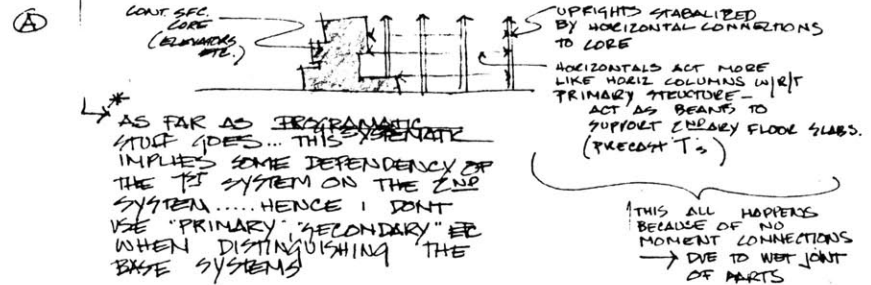 Ⓐ
CONT. SFC.
CORE
(ELEVATORS
ETC.)
UPRIGHTS STABALIZED
BY HORIZONTAL CONNECTIONS
TO CORE
HORIZONTALS ACT MORE
LIKE HORIZ COLUMNS W/R/T
PRIMARY STRUCTURE—
ACT AS BEAMS TO
SUPPORT 2NDARY FLOOR SLABS.
(PRECAST "T"s)
* AS FAR AS PROGRAMATIC
STUFF GOES... THIS SYSTEMATIC
IMPLIES SOME DEPENDENCY OF
THE 1ST SYSTEM ON THE 2ND
SYSTEM..... HENCE I DONT
USE "PRIMARY", "SECONDARY" ETC
WHEN DISTINGUISHING THE
BASE SYSTEMS
THIS ALL HAPPENS
BECAUSE OF NO
MOMENT CONNECTIONS
→ DUE TO WET JOINT
OF PARTS